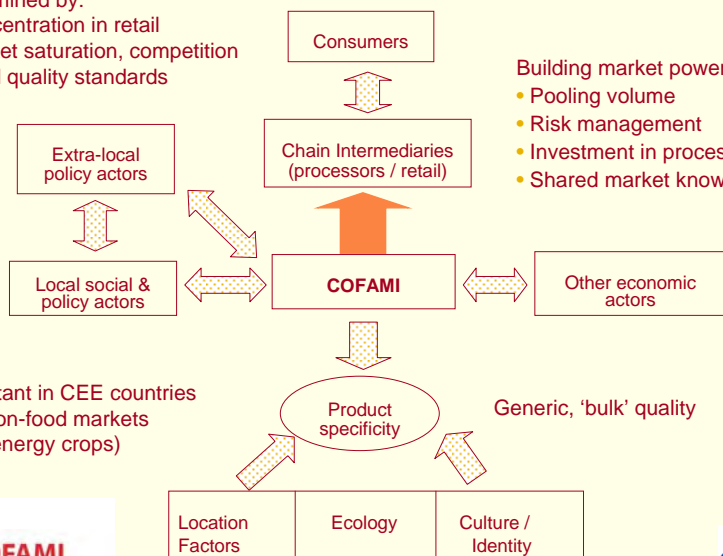 centration in retail
et saturation, competition
quality standards
Consumers
Building market power
• Pooling volume
• Risk management
• Investment in proces
• Shared market know
Extra-local
policy actors
Chain Intermediaries
(processors / retail)
Local social &
policy actors
COFAMI
Other economic
actors
tant in CEE countries
on-food markets
energy crops)
Product
specificity
Generic, ‘bulk’ quality
Location
Factors
Ecology
Culture /
Identity